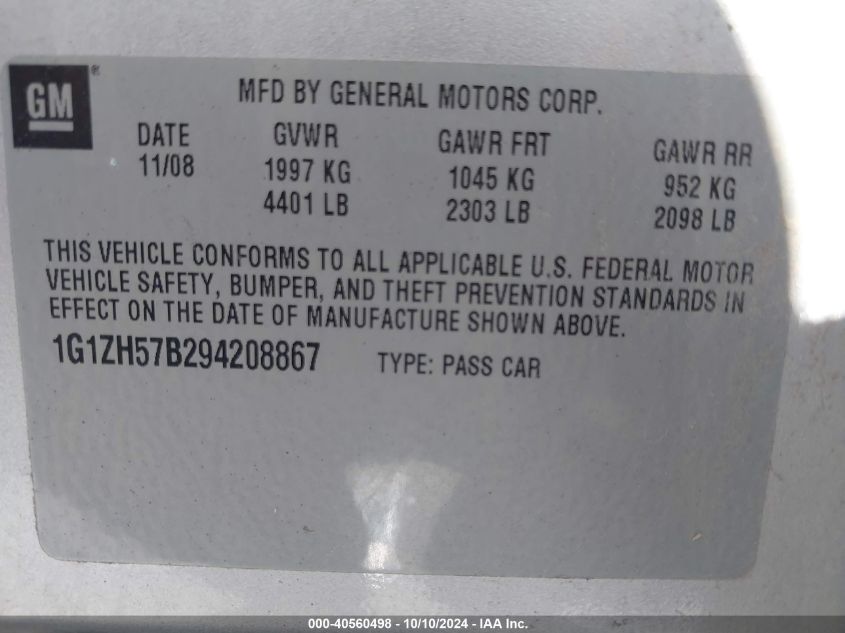 GM®
MFD BY GENERAL MOTORS CORP.
DATE GVWR GAWR FRT GAWR RR
11/08 1997 KG 1045 KG 952 KG
4401 LB 2303 LB 2098 LB
THIS VEHICLE CONFORMS TO ALL APPLICABLE U.S. FEDERAL MOTOR
VEHICLE SAFETY, BUMPER, AND THEFT PREVENTION STANDARDS IN
EFFECT ON THE DATE OF MANUFACTURE SHOWN ABOVE.
1G1ZH57B294208867 TYPE: PASS CAR
000-40560498 - 10/10/2024 - IAA Inc.